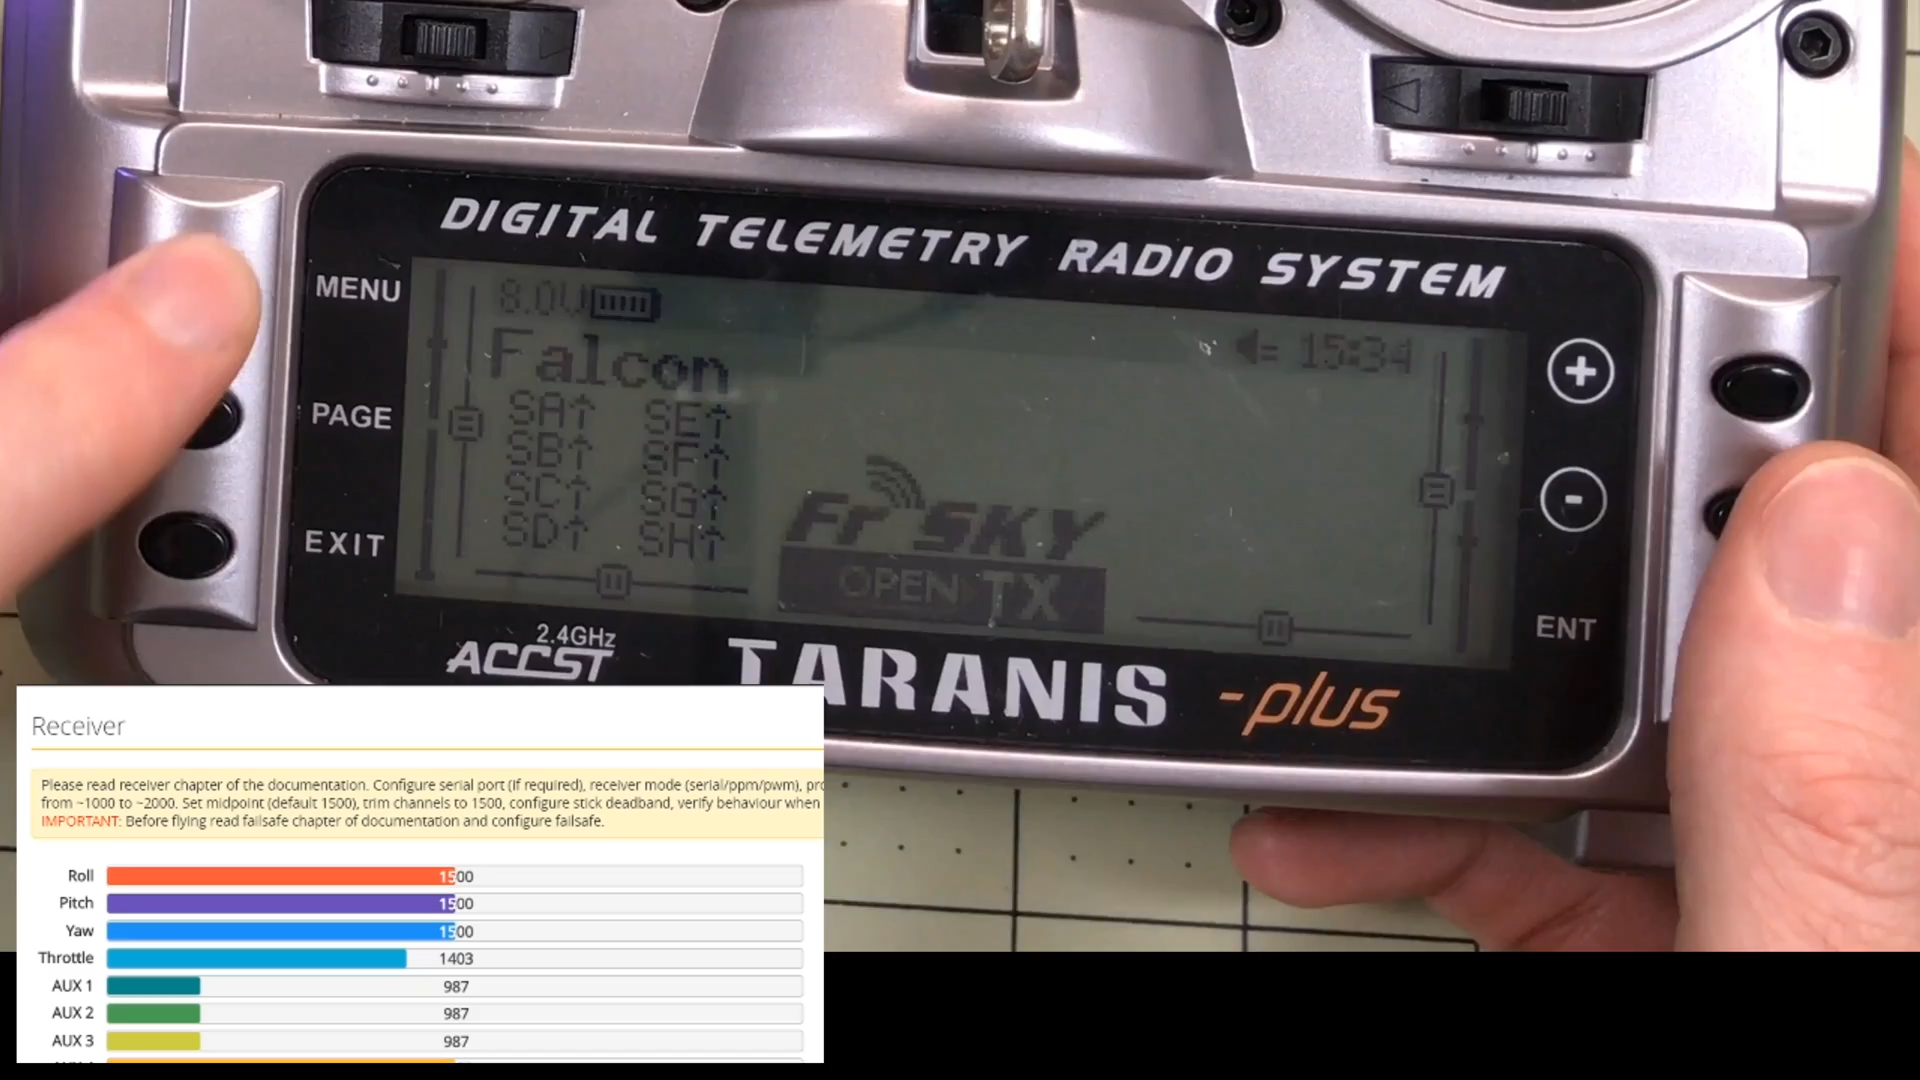 DIGITAL TELEMETRY RADIO SYSTEM
MENU
PAGE
EXIT
8.0V
15:34
Falcon
SA↑ SE↑
SB↑ SF↑
SC↑ SG↑
SD↑ SH↑
FrSKY
OPEN TX
+
-
ENT
2.4GHz
ACCST
TARANIS -plus
Receiver
Please read receiver chapter of the documentation. Configure serial port (if required), receiver mode (serial/ppm/pwm),
from ~1000 to ~2000. Set midpoint (default 1500), trim channels to 1500, configure stick deadband, verify behaviour when
IMPORTANT: Before flying read failsafe chapter of documentation and configure failsafe.
Roll 1500
Pitch 1500
Yaw 1500
Throttle 1403
AUX 1 987
AUX 2 987
AUX 3 987